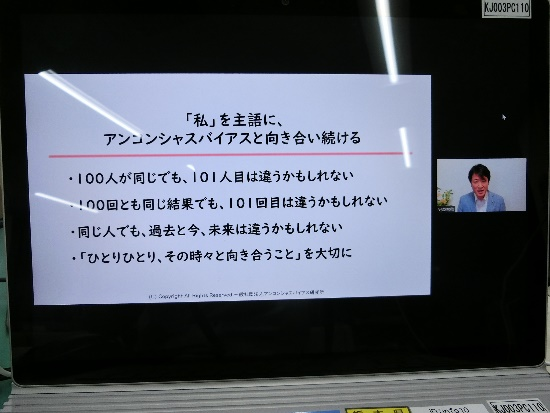 KJ003PC110
「私」を主語に、
アンコンシャスバイアスと向き合い続ける
・100人が同じでも、101人目は違うかもしれない
・100回とも同じ結果でも、101回目は違うかもしれない
・同じ人でも、過去と今、未来は違うかもしれない
・「ひとりひとり、その時々と向き合うこと」を大切に
(C) Copyright All Rights Reserved 一般社団法人アンコンシャスバイアス研究所
KJ003PC110